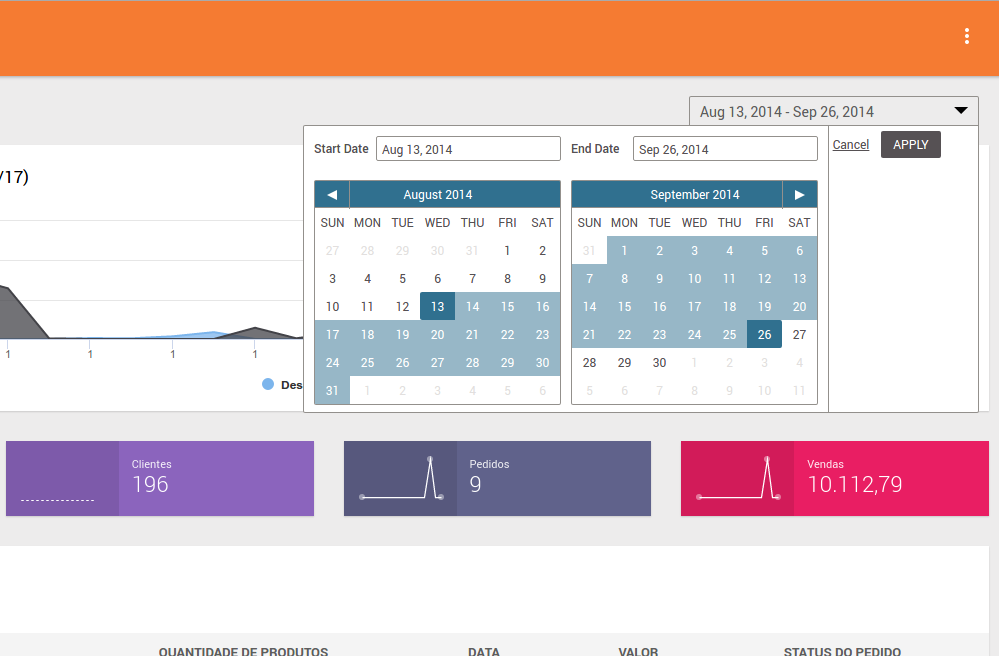 Aug 13, 2014 - Sep 26, 2014
Start Date Aug 13, 2014 End Date Sep 26, 2014 Cancel APPLY
/17)
August 2014
SUN MON TUE WED THU FRI SAT
27 28 29 30 31 1 2
3 4 5 6 7 8 9
10 11 12 13 14 15 16
17 18 19 20 21 22 23
24 25 26 27 28 29 30
31 1 2 3 4 5 6
September 2014
SUN MON TUE WED THU FRI SAT
31 1 2 3 4 5 6
7 8 9 10 11 12 13
14 15 16 17 18 19 20
21 22 23 24 25 26 27
28 29 30 1 2 3 4
5 6 7 8 9 10 11
1 1 1 1
Des
Clientes
196
Pedidos
9
Vendas
10.112,79
QUANTIDADE DE PRODUTOS DATA VALOR STATUS DO PEDIDO